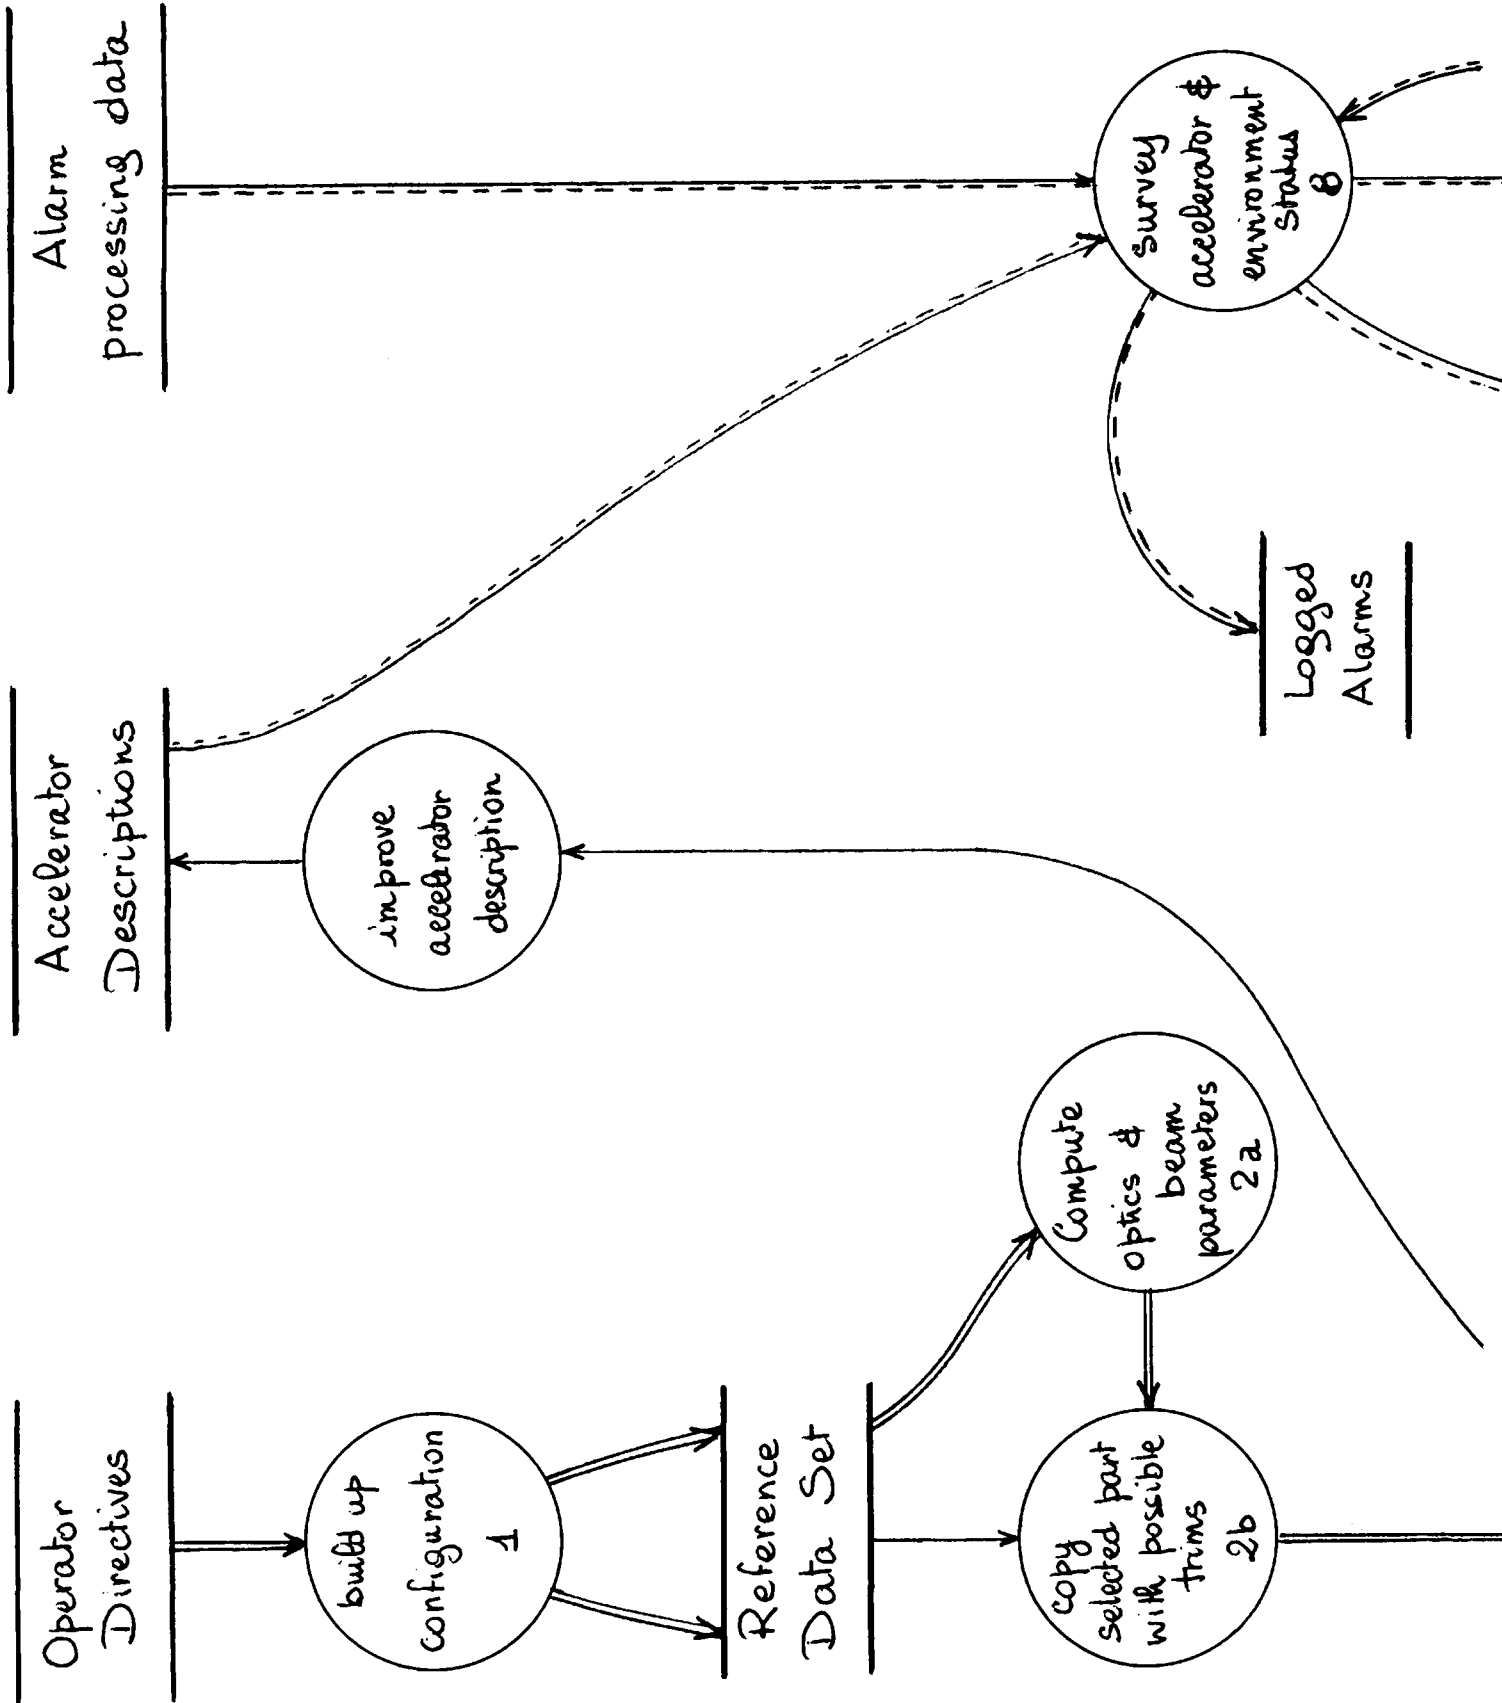 Operator
Directives
build up
configuration
1
Reference
Data Set
copy
selected part
with possible
trims
2b
Compute
optics &
beam
parameters
2a
Accelerator
Descriptions
improve
accelerator
description
Logged
Alarms
Alarm
processing data
survey
accelerator &
environment
status
8